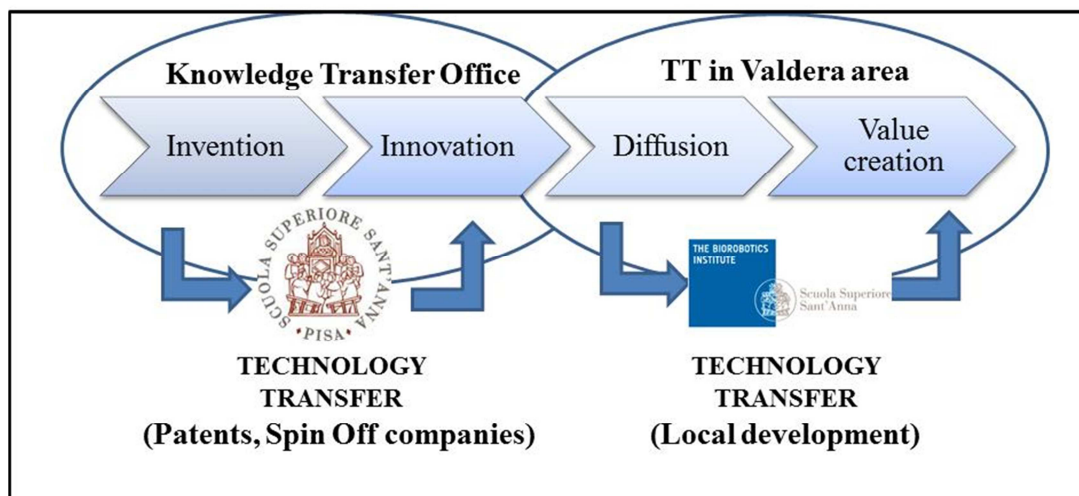 Knowledge Transfer Office
TT in Valdera area
Invention
Innovation
Diffusion
Value
creation
SCUOLA SUPERIORE SANT'ANNA
• PISA •
THE BIOROBOTICS
INSTITUTE
Scuola Superiore
Sant'Anna
TECHNOLOGY
TRANSFER
(Patents, Spin Off companies)
TECHNOLOGY
TRANSFER
(Local development)